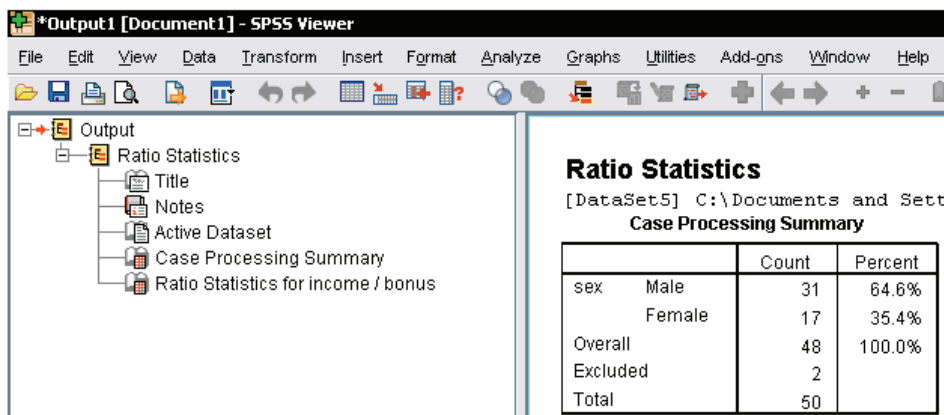 *Output1 [Document1] - SPSS Viewer
File Edit View Data Transform Insert Format Analyze Graphs Utilities Add-ons Window Help
Output
Ratio Statistics
Title
Notes
Active Dataset
Case Processing Summary
Ratio Statistics for income / bonus
Ratio Statistics
[DataSet5] C:\Documents and Sett
Case Processing Summary
Count Percent
sex Male 31 64.6%
Female 17 35.4%
Overall 48 100.0%
Excluded 2
Total 50